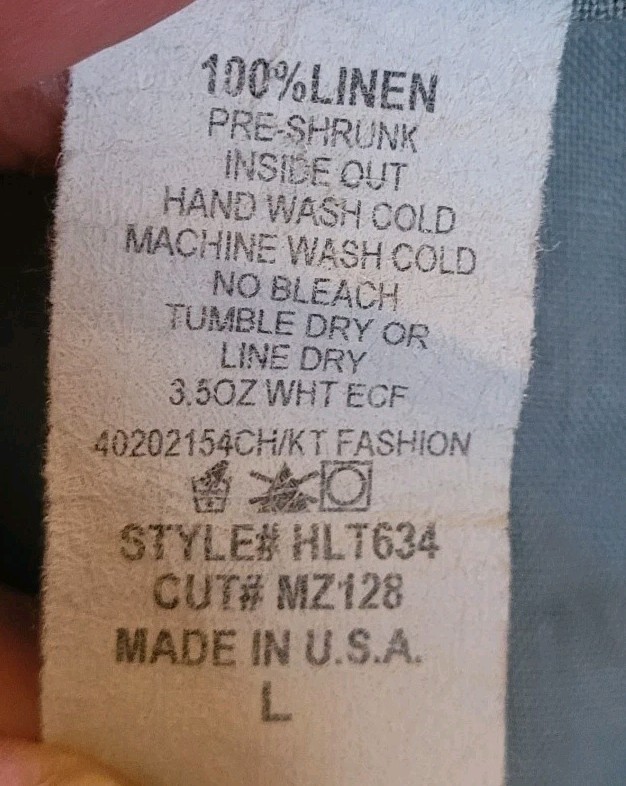 100%LINEN
PRE-SHRUNK
INSIDE OUT
HAND WASH COLD
MACHINE WASH COLD
NO BLEACH
TUMBLE DRY OR
LINE DRY
3.5OZ WHT ECF
40202154CH/KT FASHION
STYLE# HLT634
CUT# MZ128
MADE IN U.S.A.
L